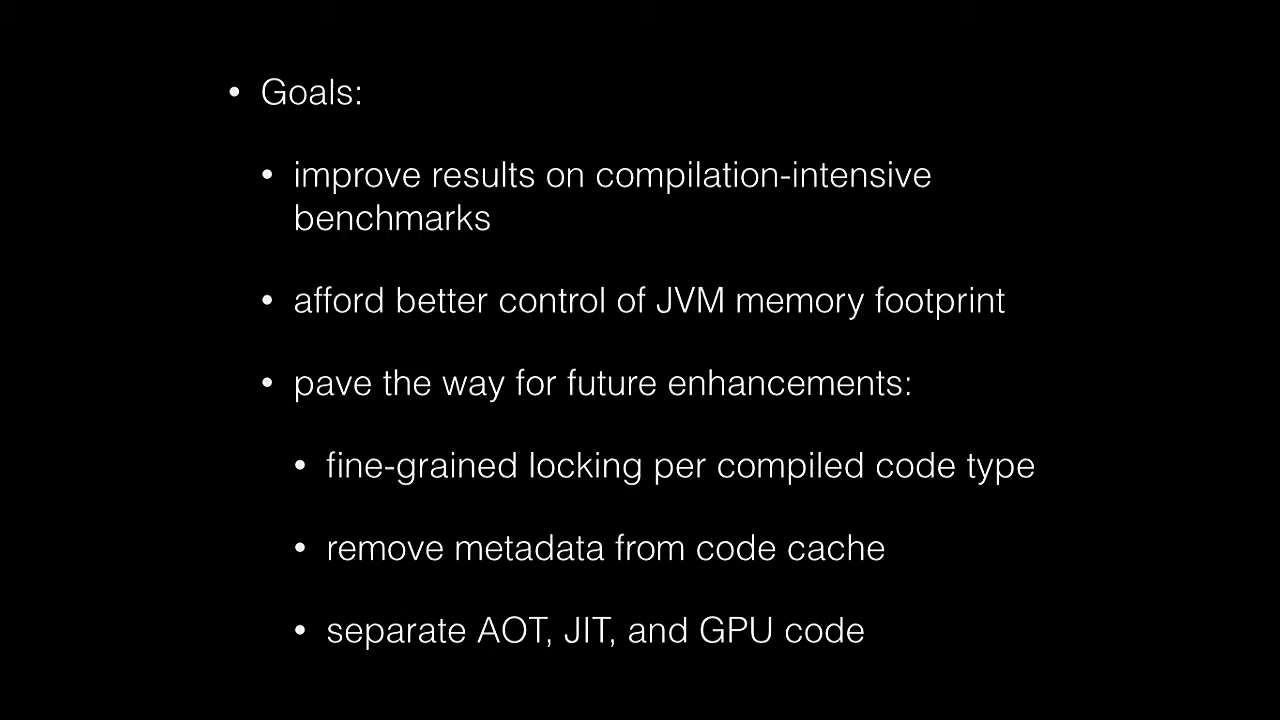 • Goals:
• improve results on compilation-intensive
benchmarks
• afford better control of JVM memory footprint
• pave the way for future enhancements:
• fine-grained locking per compiled code type
• remove metadata from code cache
• separate AOT, JIT, and GPU code